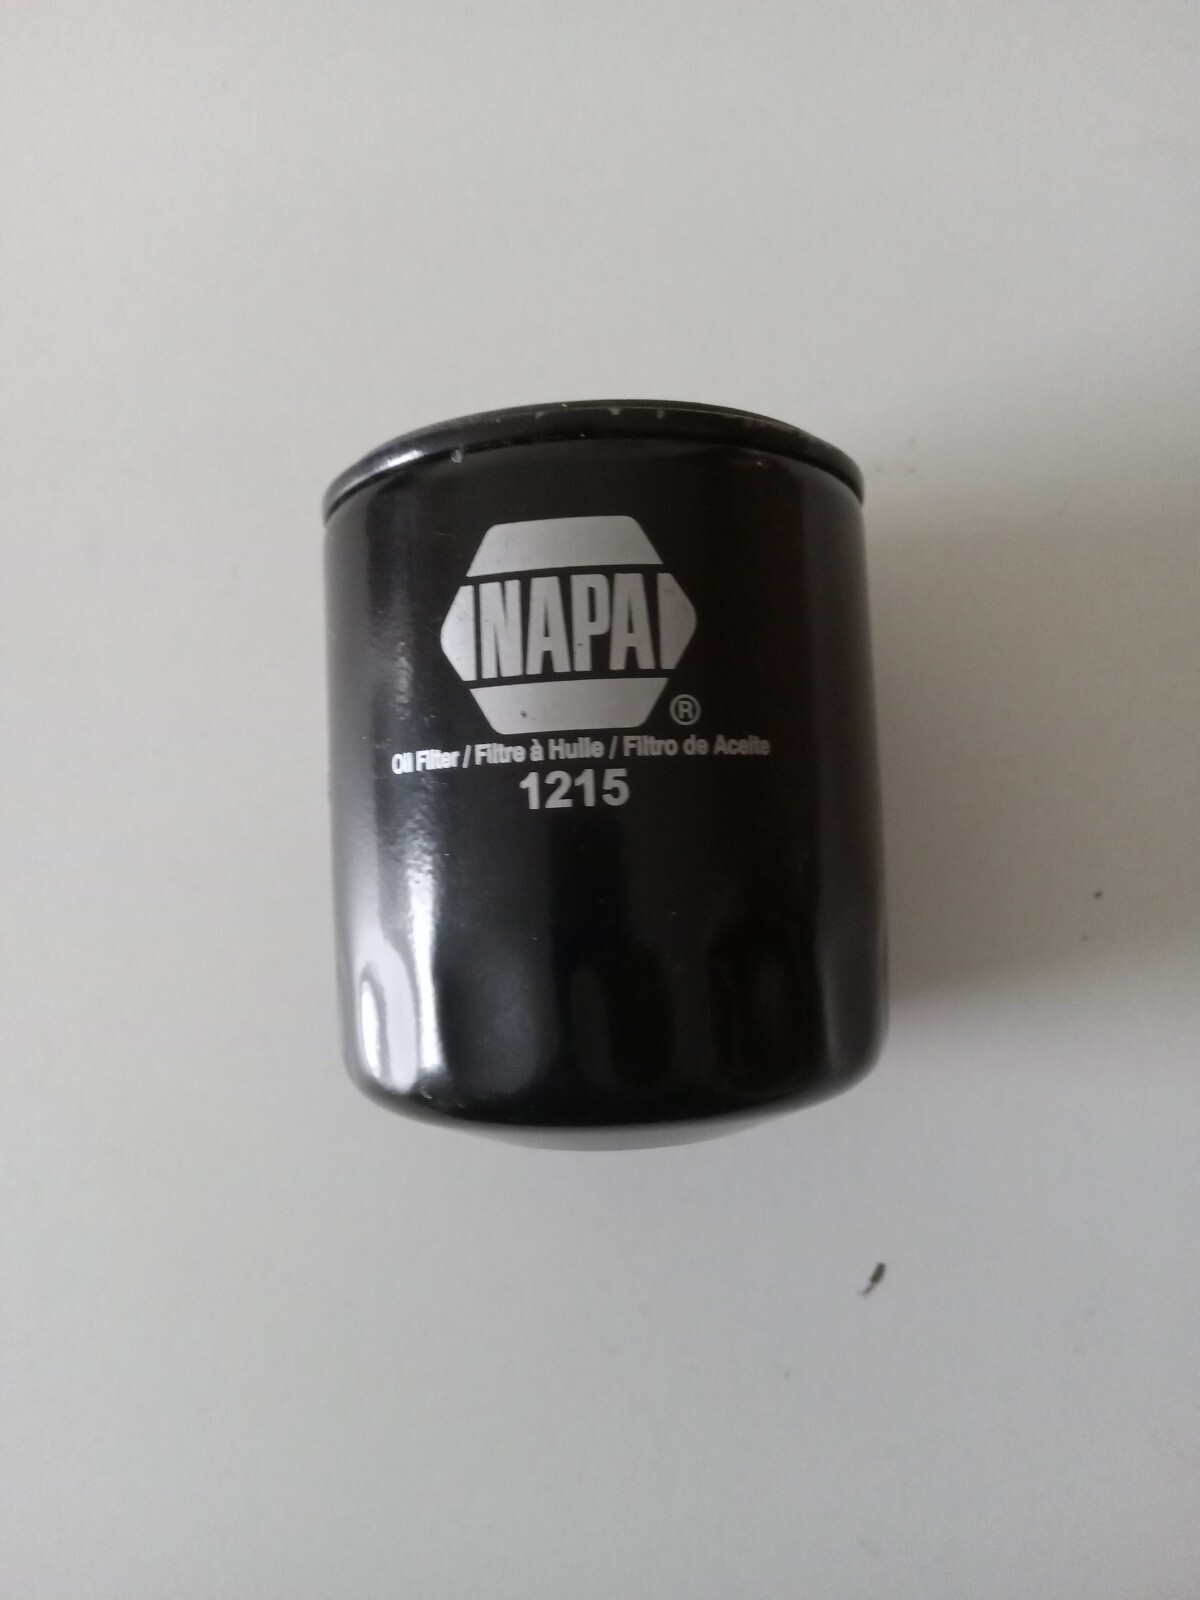 NAPA
®
Oil Filter / Filtre à Huile / Filtro de Aceite
1215